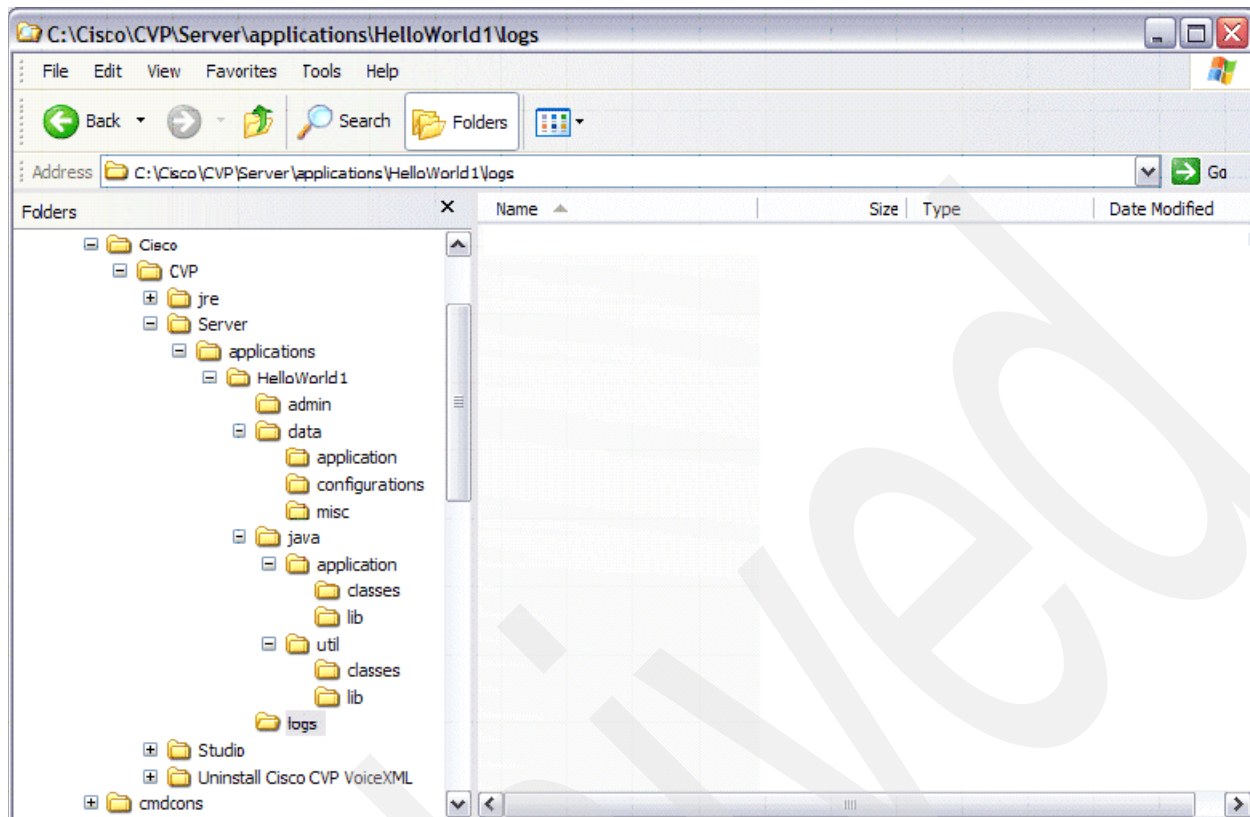 C:\Cisco\CVP\Server\applications\HelloWorld1\logs
File Edit View Favorites Tools Help
Back Search Folders
Address C:\Cisco\CVP\Server\applications\HelloWorld1\logs Go
Folders
Name Size Type Date Modified
Cisco
CVP
jre
Server
applications
HelloWorld1
admin
data
application
configurations
misc
java
application
classes
lib
util
classes
lib
logs
Studio
Uninstall Cisco CVP VoiceXML
cmdcons